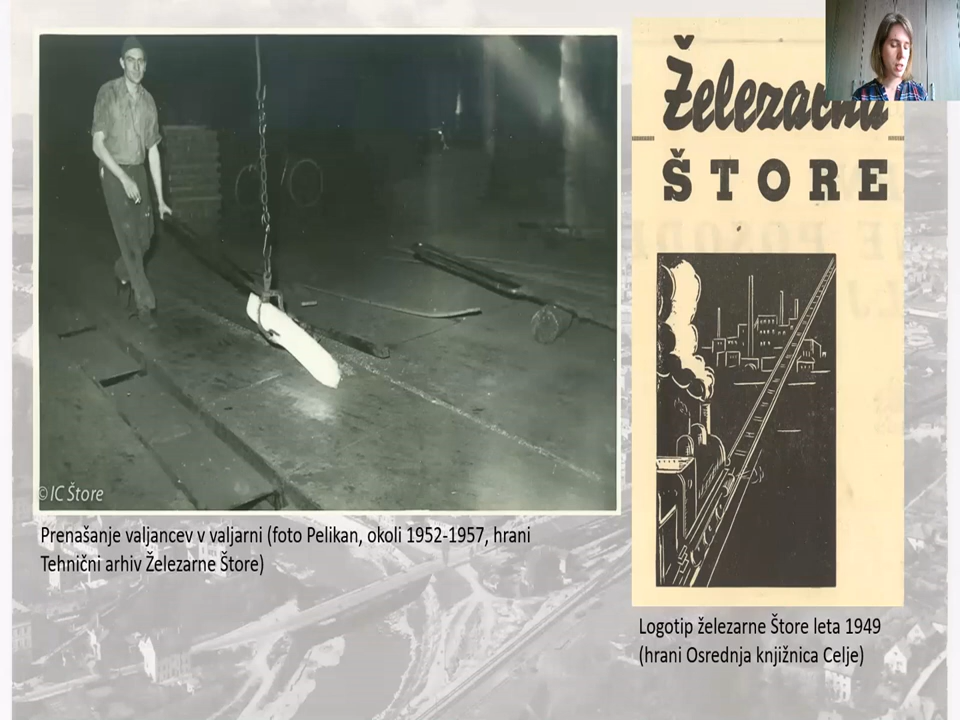 ©IC Štore
Prenašanje valjancev v valjarni (foto Pelikan, okoli 1952-1957, hrani
Tehnični arhiv Železarne Štore)
Železarna
ŠTORE
Logotip železarne Štore leta 1949
(hrani Osrednja knjižnica Celje)